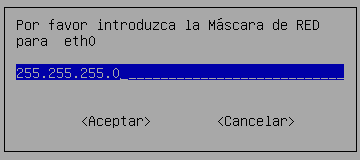 Por favor introduzca la Máscara de RED
para eth0
255.255.255.0
<Aceptar> <Cancelar>